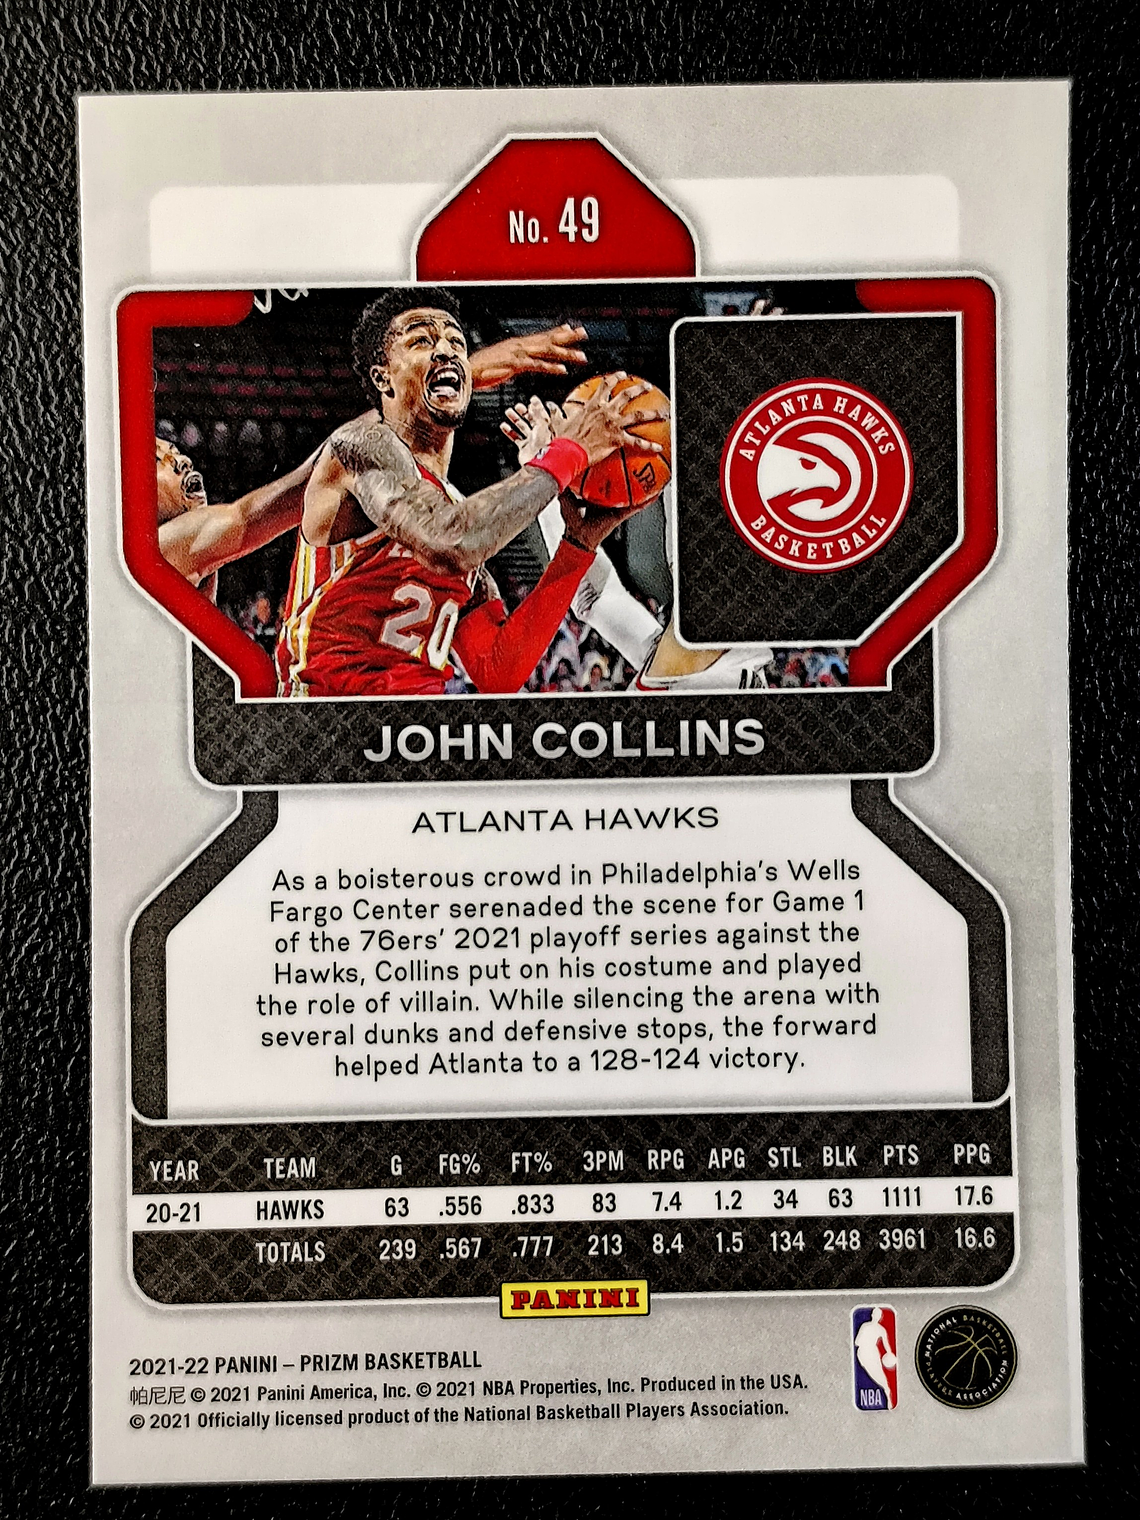 No. 49
ATLANTA HAWKS
BASKETBALL
20
JOHN COLLINS
ATLANTA HAWKS
As a boisterous crowd in Philadelphia's Wells
Fargo Center serenaded the scene for Game 1
of the 76ers' 2021 playoff series against the
Hawks, Collins put on his costume and played
the role of villain. While silencing the arena with
several dunks and defensive stops, the forward
helped Atlanta to a 128-124 victory.
YEAR TEAM G FG% FT% 3PM RPG APG STL BLK PTS PPG
20-21 HAWKS 63 .556 .833 83 7.4 1.2 34 63 1111 17.6
TOTALS 239 .567 .777 213 8.4 1.5 134 248 3961 16.6
PANINI
2021-22 PANINI – PRIZM BASKETBALL
帕尼尼 © 2021 Panini America, Inc. © 2021 NBA Properties, Inc. Produced in the USA.
© 2021 Officially licensed product of the National Basketball Players Association.
NBA
NATIONAL BASKETBALL
PLAYERS ASSOCIATION